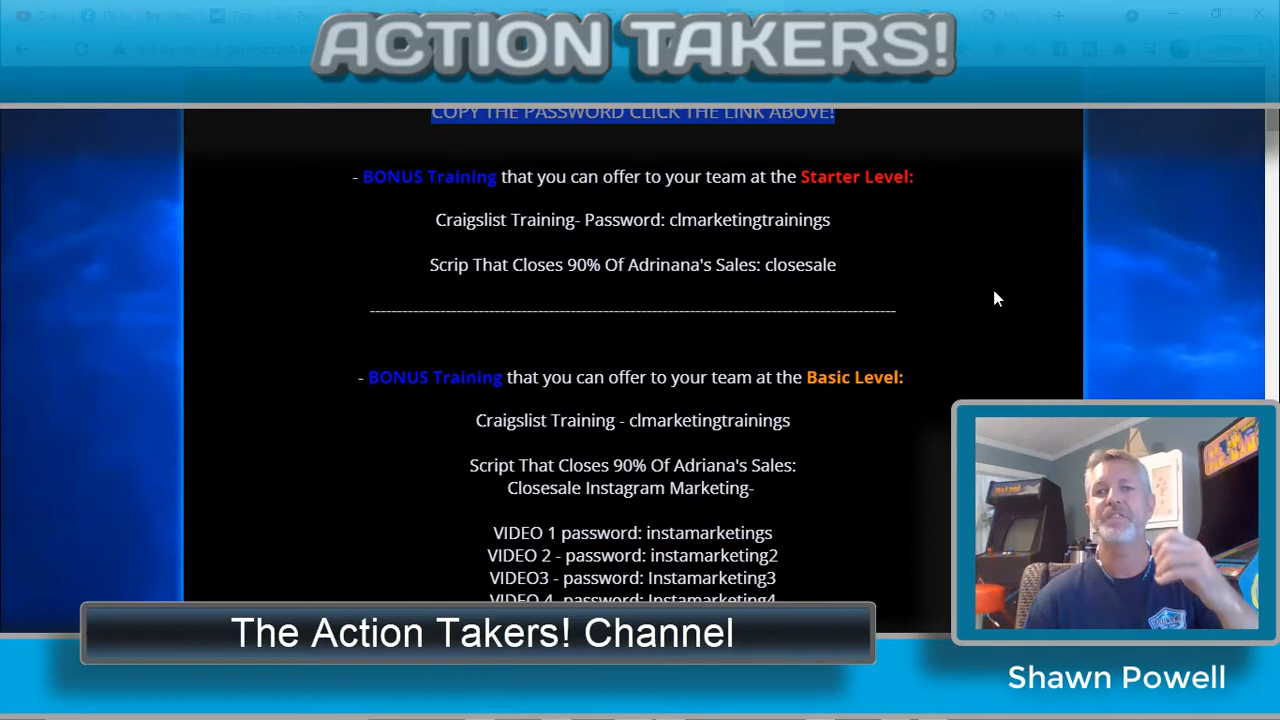 ACTION TAKERS!
COPY THE PASSWORD CLICK THE LINK ABOVE!
- BONUS Training that you can offer to your team at the Starter Level:
Craigslist Training- Password: clmarketingtrainings
Scrip That Closes 90% Of Adrinana's Sales: closesale
- BONUS Training that you can offer to your team at the Basic Level:
Craigslist Training - clmarketingtrainings
Script That Closes 90% Of Adriana's Sales:
Closesale Instagram Marketing-
VIDEO 1 password: instamarketings
VIDEO 2 - password: instamarketing2
VIDEO3 - password: Instamarketing3
VIDEO 4 password: Instamarketing4
The Action Takers! Channel
Shawn Powell